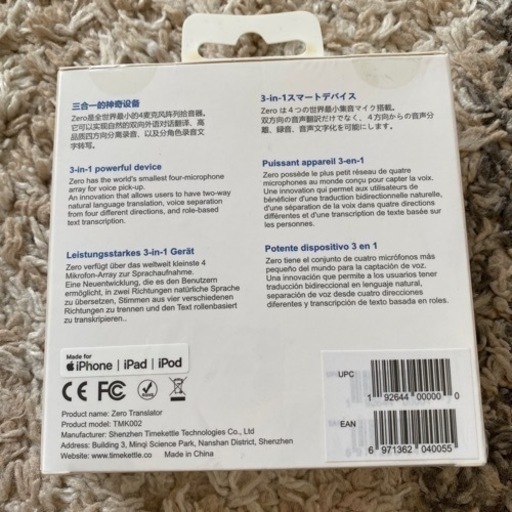 三合一的神奇设备
Zero是全世界最小的4麦克风阵列拾音器。
它可以实现自然的双向外语对话翻译、高
品质四方向分离录音、以及分角色录音文
字转写。
3-in-1スマートデバイス
Zeroは4つの世界最小集音マイク搭載。
双方向の音声翻訳だけでなく、4方向からの音声分
離、録音、音声文字化を可能にします。
3-in-1 powerful device
Zero has the world's smallest four-microphone
array for voice pick-up.
An innovation that allows users to have two-way
natural language translation, voice separation
from four different directions, and role-based
text transcription.
Puissant appareil 3-en-1
Zero possède le plus petit réseau de quatre
microphones au monde conçu pour capter la voix.
Une innovation qui permet aux utilisateurs de
bénéficier d'une traduction bidirectionnelle naturelle,
d'une séparation de la voix dans quatre directions
différentes et d'une transcription de texte basée sur
les personnes.
Leistungsstarkes 3-in-1 Gerät
Zero verfügt über das weltweit kleinste 4
Mikrofon-Array zur Sprachaufnahme.
Eine Neuentwicklung, die es den Benutzern
ermöglicht, in zwei Richtungen natürliche Sprache
zu übersetzen, Stimmen aus vier verschiedenen
Richtungen zu trennen und den Text rollenbasiert
zu transkripieren..
Potente dispositivo 3 en 1
Zero tiene el conjunto de cuatro micrófonos más
pequeño del mundo para la captación de voz.
Una innovación que permite a los usuarios tener
traducción bidireccional en lenguaje natural,
separación de voz desde cuatro direcciones
diferentes y transcripción de texto basada en roles.
Made for
iPhone | iPad | iPod
CE FC
Product name: Zero Translator
Product model: TMK002
Manufacturer: Shenzhen Timekettle Technologies Co., Ltd
Address: Building 3, Minqi Science Park, Nanshan District, Shenzhen
Website: www.timekettle.co Made in China
UPC
1 92644 00000 0
EAN
6 971362 040055